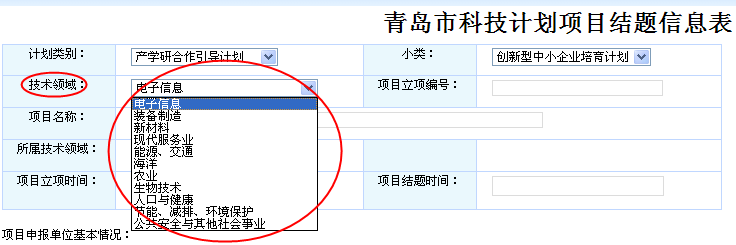 青岛市科技计划项目结题信息表
计划类别： 产学研合作引导计划 小类： 创新型中小企业培育计划
技术领域： 电子信息 项目立项编号：
电子信息
装备制造
项目名称：
新材料
现代服务业
所属技术领域：
能源、交通
海洋
农业
项目立项时间： 项目结题时间：
生物技术
人口与健康
节能、减排、环境保护
公共安全与其他社会事业
项目申报单位基本情况：